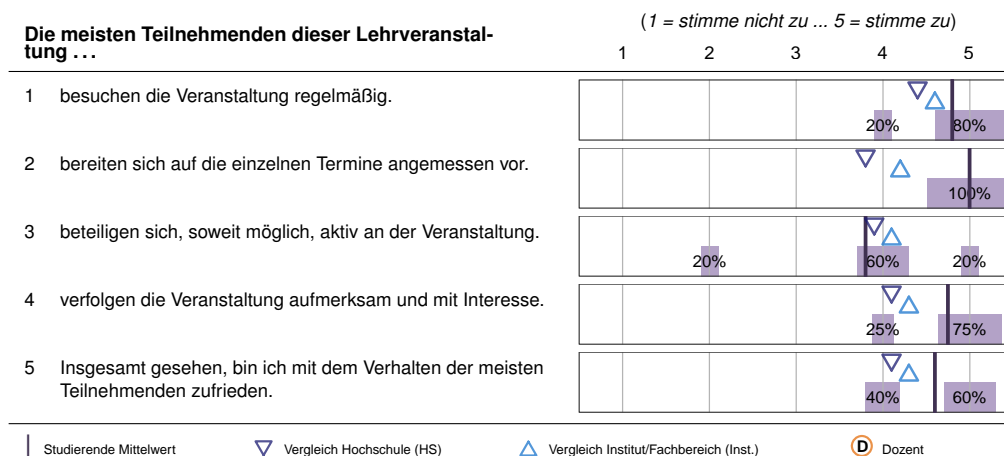 (1 = stimme nicht zu ... 5 = stimme zu)
Die meisten Teilnehmenden dieser Lehrveranstal-
tung ...
1 2 3 4 5
1 besuchen die Veranstaltung regelmäßig.
20% 80%
2 bereiten sich auf die einzelnen Termine angemessen vor.
100%
3 beteiligen sich, soweit möglich, aktiv an der Veranstaltung.
20% 60% 20%
4 verfolgen die Veranstaltung aufmerksam und mit Interesse.
25% 75%
5 Insgesamt gesehen, bin ich mit dem Verhalten der meisten
Teilnehmenden zufrieden.
40% 60%
Studierende Mittelwert Vergleich Hochschule (HS) Vergleich Institut/Fachbereich (Inst.) D Dozent